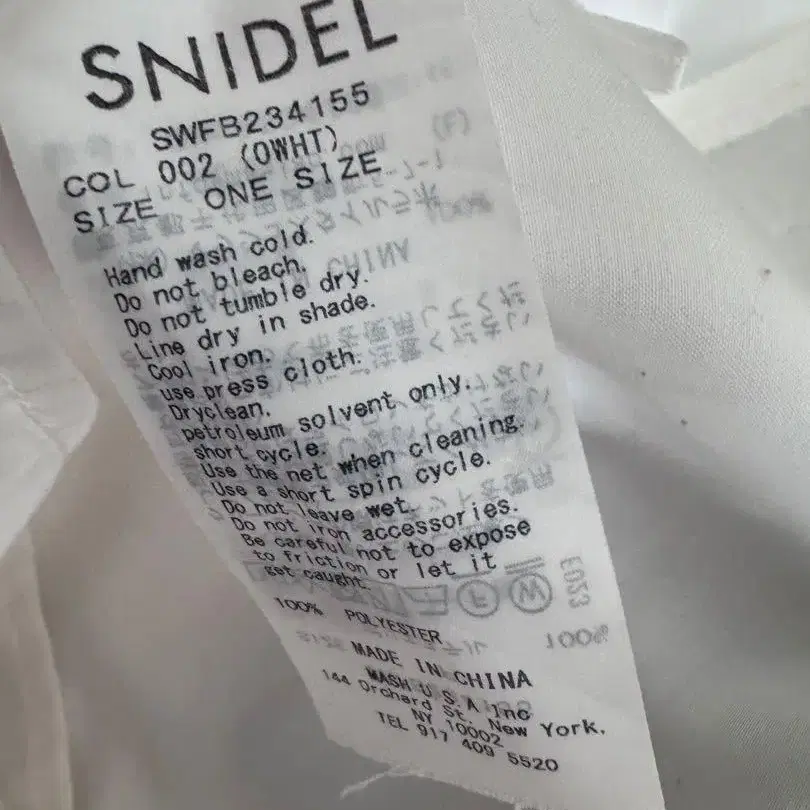 SNIDEL
SWFB234155
COL 002 (OWHT)
SIZE ONE SIZE
Hand wash cold.
Do not bleach.
Do not tumble dry.
Line dry in shade.
Cool iron.
use press cloth.
Dryclean.
petroleum solvent only.
short cycle.
Use the net when cleaning.
Use a short spin cycle.
Do not leave wet.
Do not iron accessories.
Be careful not to expose
to friction or let it
get caught.
100% POLYESTER
MADE IN CHINA
MASH U.S.A Inc
144 Orchard St. New York.
NY 10002
TEL 917 409 5520